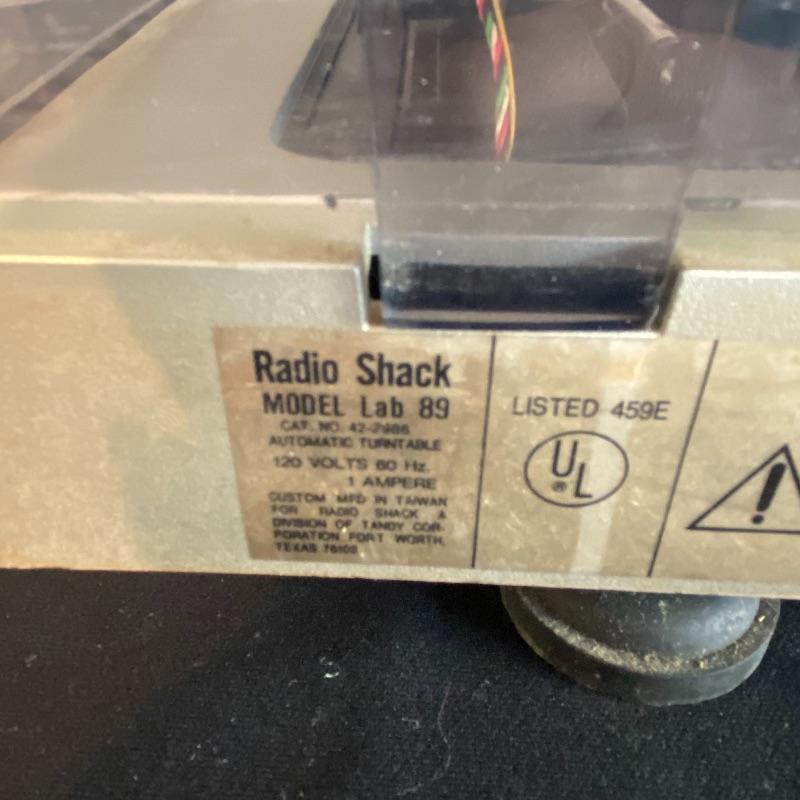 Radio Shack
MODEL Lab 89
CAT. NO. 42-2986
AUTOMATIC TURNTABLE
120 VOLTS 60 Hz.
1 AMPERE
CUSTOM MFD IN TAIWAN
FOR RADIO SHACK A
DIVISION OF TANDY COR-
PORATION FORT WORTH,
TEXAS 76102
LISTED 459E
UL
®
!